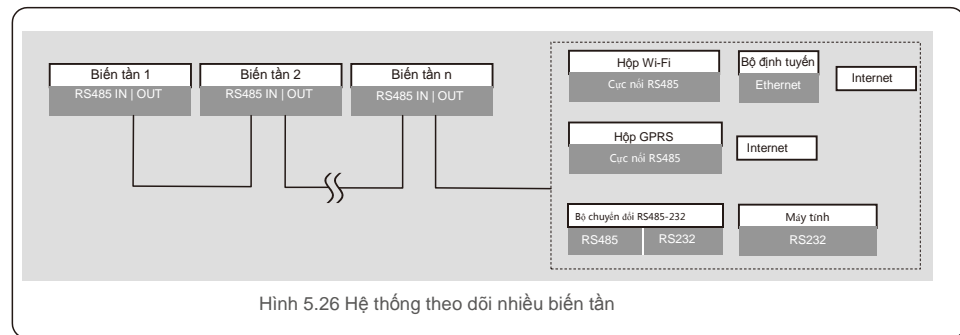 Biến tần 1
RS485 IN | OUT
Biến tần 2
RS485 IN | OUT
Biến tần n
RS485 IN | OUT
Hộp Wi-Fi
Cực nối RS485
Bộ định tuyến
Ethernet
Internet
Hộp GPRS
Cực nối RS485
Internet
Bộ chuyển đổi RS485-232
RS485
RS232
Máy tính
RS232
Hình 5.26 Hệ thống theo dõi nhiều biến tần